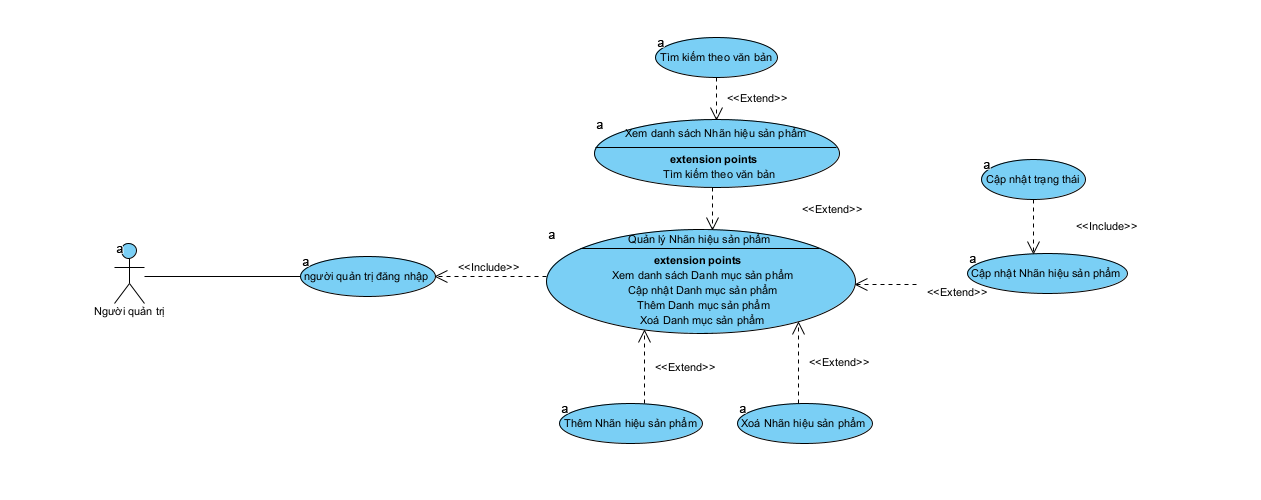 a
Tìm kiếm theo văn bản
<<Extend>>
a
Xem danh sách Nhãn hiệu sản phẩm
extension points
Tìm kiếm theo văn bản
<<Extend>>
a
Cập nhật trạng thái
<<Include>>
a
Cập nhật Nhãn hiệu sản phẩm
<<Extend>>
a
Quản lý Nhãn hiệu sản phẩm
extension points
Xem danh sách Danh mục sản phẩm
Cập nhật Danh mục sản phẩm
Thêm Danh mục sản phẩm
Xoá Danh mục sản phẩm
a
Người quản trị
a
người quản trị đăng nhập
<<Include>>
<<Extend>>
<<Extend>>
a
Thêm Nhãn hiệu sản phẩm
a
Xoá Nhãn hiệu sản phẩm